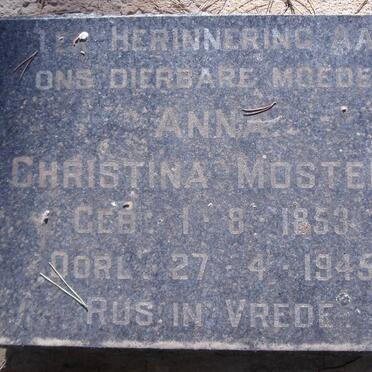 TER HERINNERING AA
ONS DIERBARE MOEDE
ANNA
CHRISTINA MOSTE
GEB: 1-8-1853
OORL. 27-4-1945
RUS IN VREDE